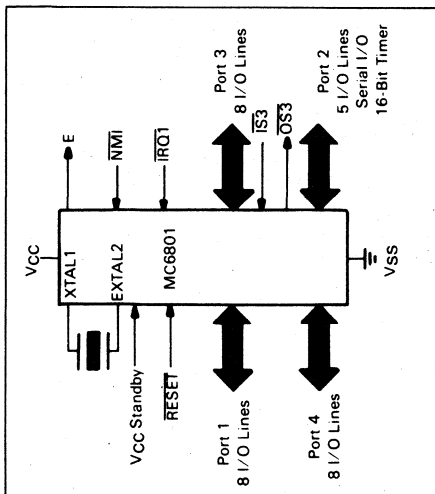 VCC
XTAL1
E
EXTAL2
NMI
VCC Standby
MC6801
IRQ1
RESET
Port 1
8 I/O Lines
Port 3
8 I/O Lines
IS3
OS3
Port 4
8 I/O Lines
Port 2
5 I/O Lines
Serial I/O
16-Bit Timer
VSS